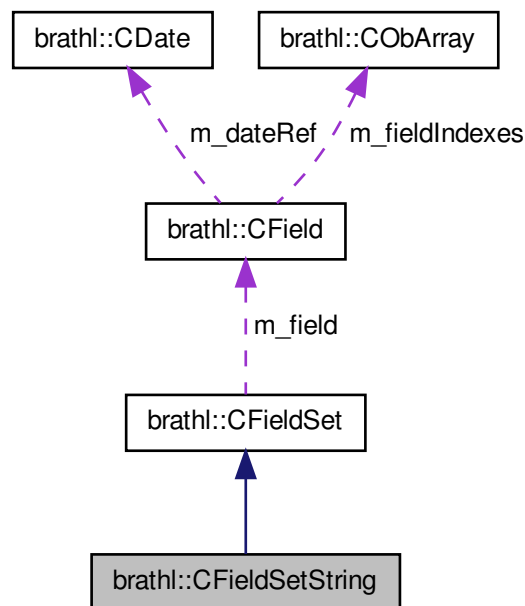 brathl::CDate
brathl::CObArray
m_dateRef
m_fieldIndexes
brathl::CField
m_field
brathl::CFieldSet
brathl::CFieldSetString